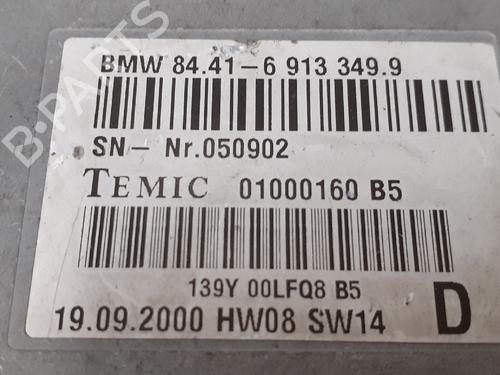 BMW 84.41-6 913 349.9
SN- Nr.050902
TEMIC 01000160 B5
139Y 00LFQ8 B5
19.09.2000 HW08 SW14 D
B-PARTS